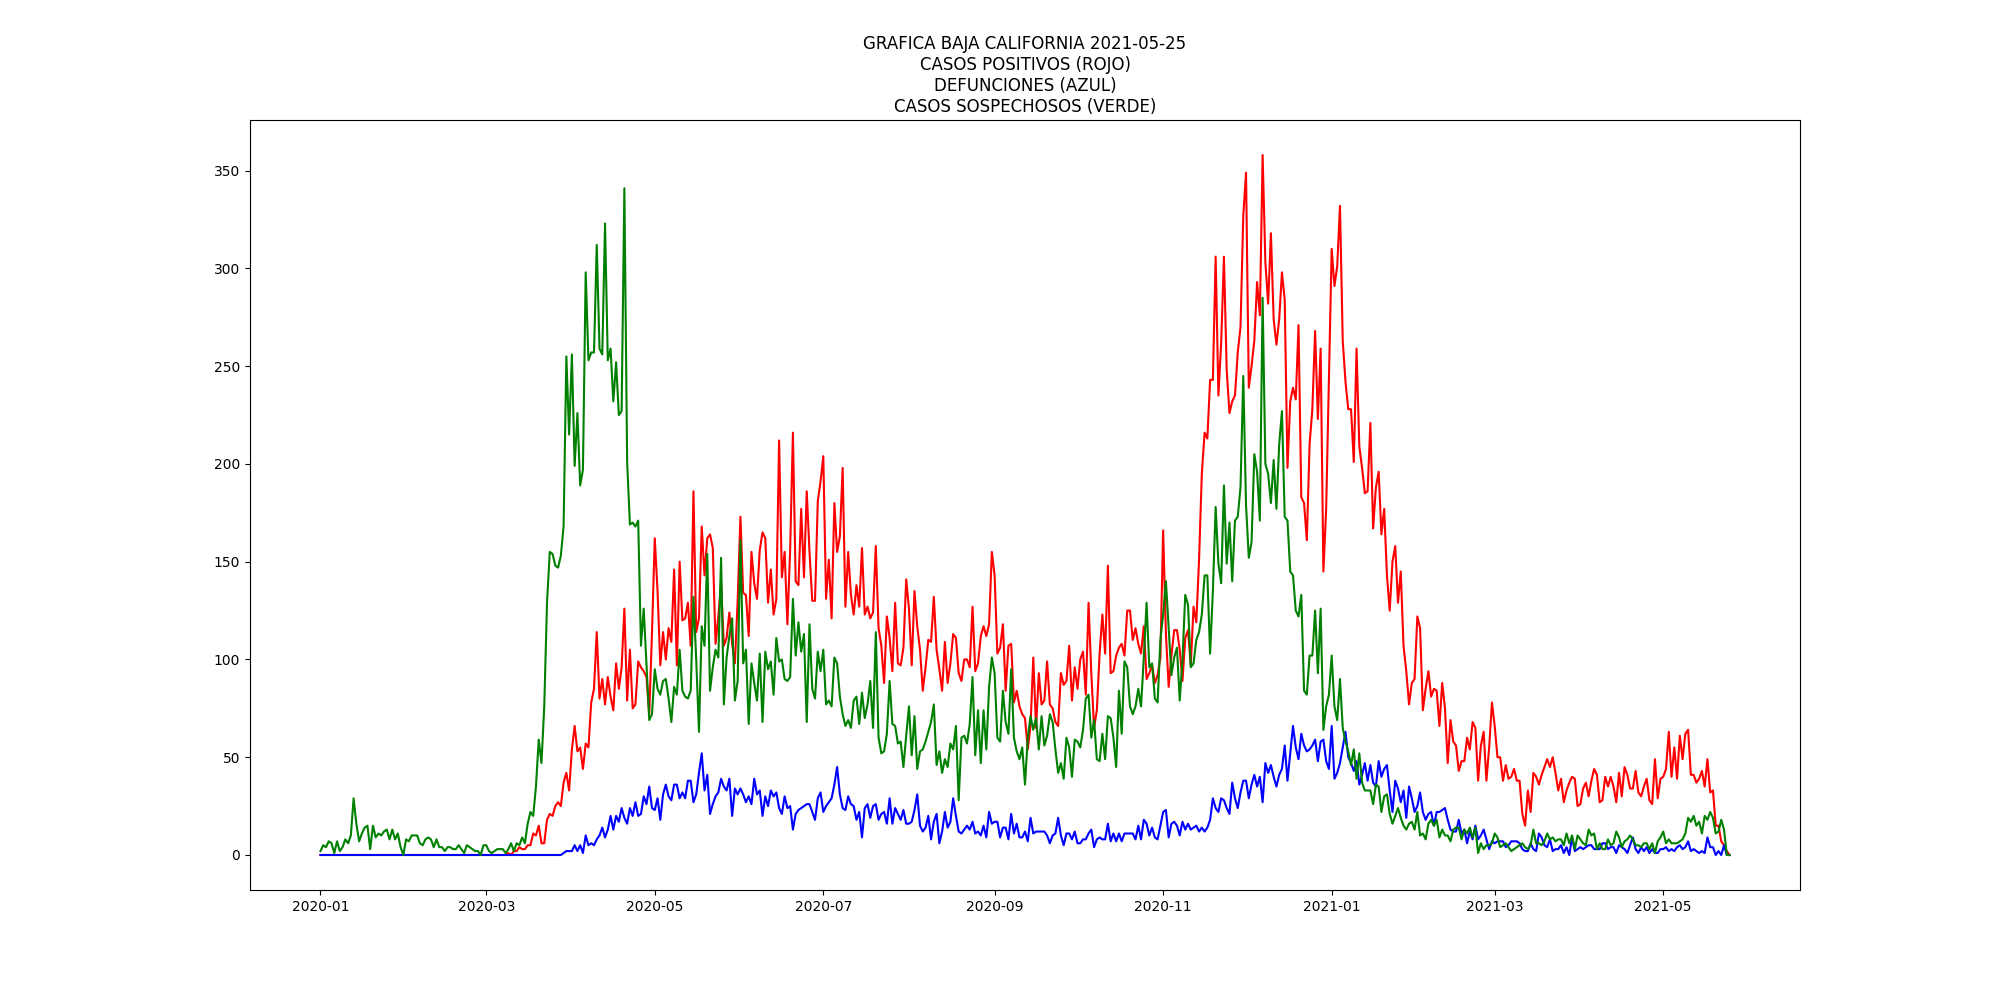 GRAFICA BAJA CALIFORNIA 2021-05-25
CASOS POSITIVOS (ROJO)
DEFUNCIONES (AZUL)
CASOS SOSPECHOSOS (VERDE)
350
300
250
200
150
100
50
0
2020-01 2020-03 2020-05 2020-07 2020-09 2020-11 2021-01 2021-03 2021-05